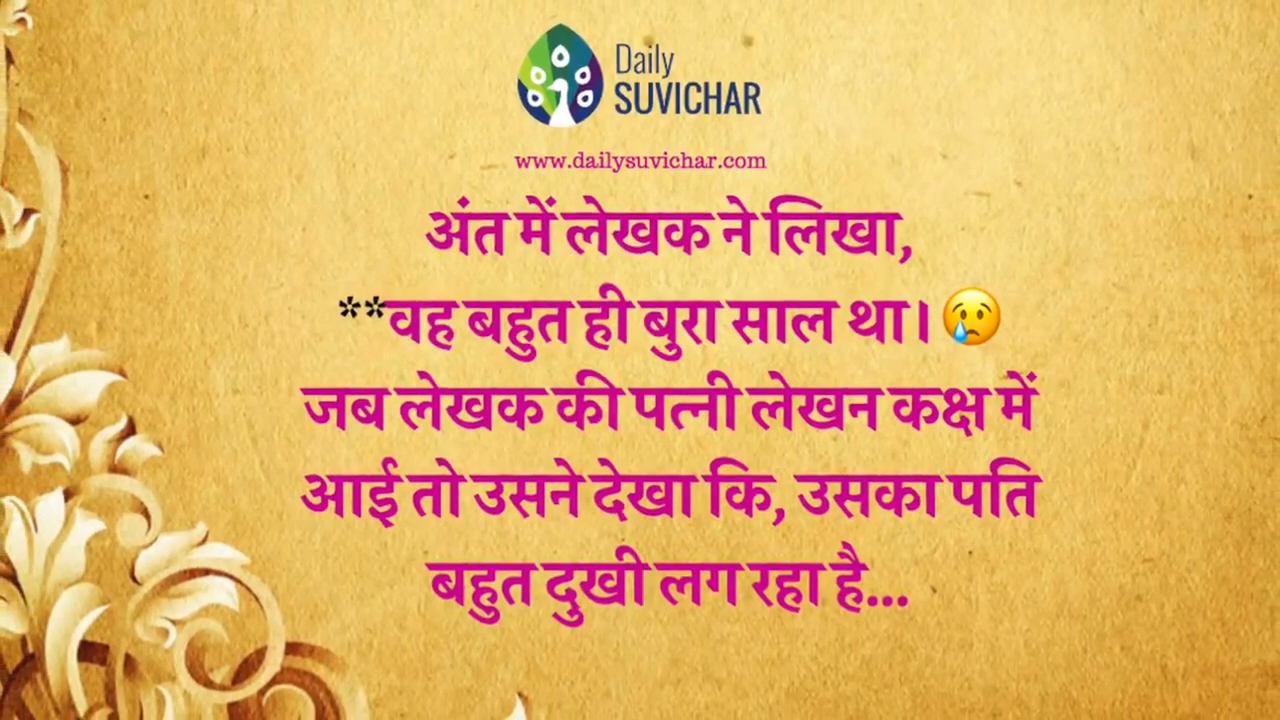 Daily
SUVICHAR
www.dailysuvichar.com
अंत में लेखक ने लिखा,
**वह बहुत ही बुरा साल था। 😢
जब लेखक की पत्नी लेखन कक्ष में
आई तो उसने देखा कि, उसका पति
बहुत दुखी लग रहा है...